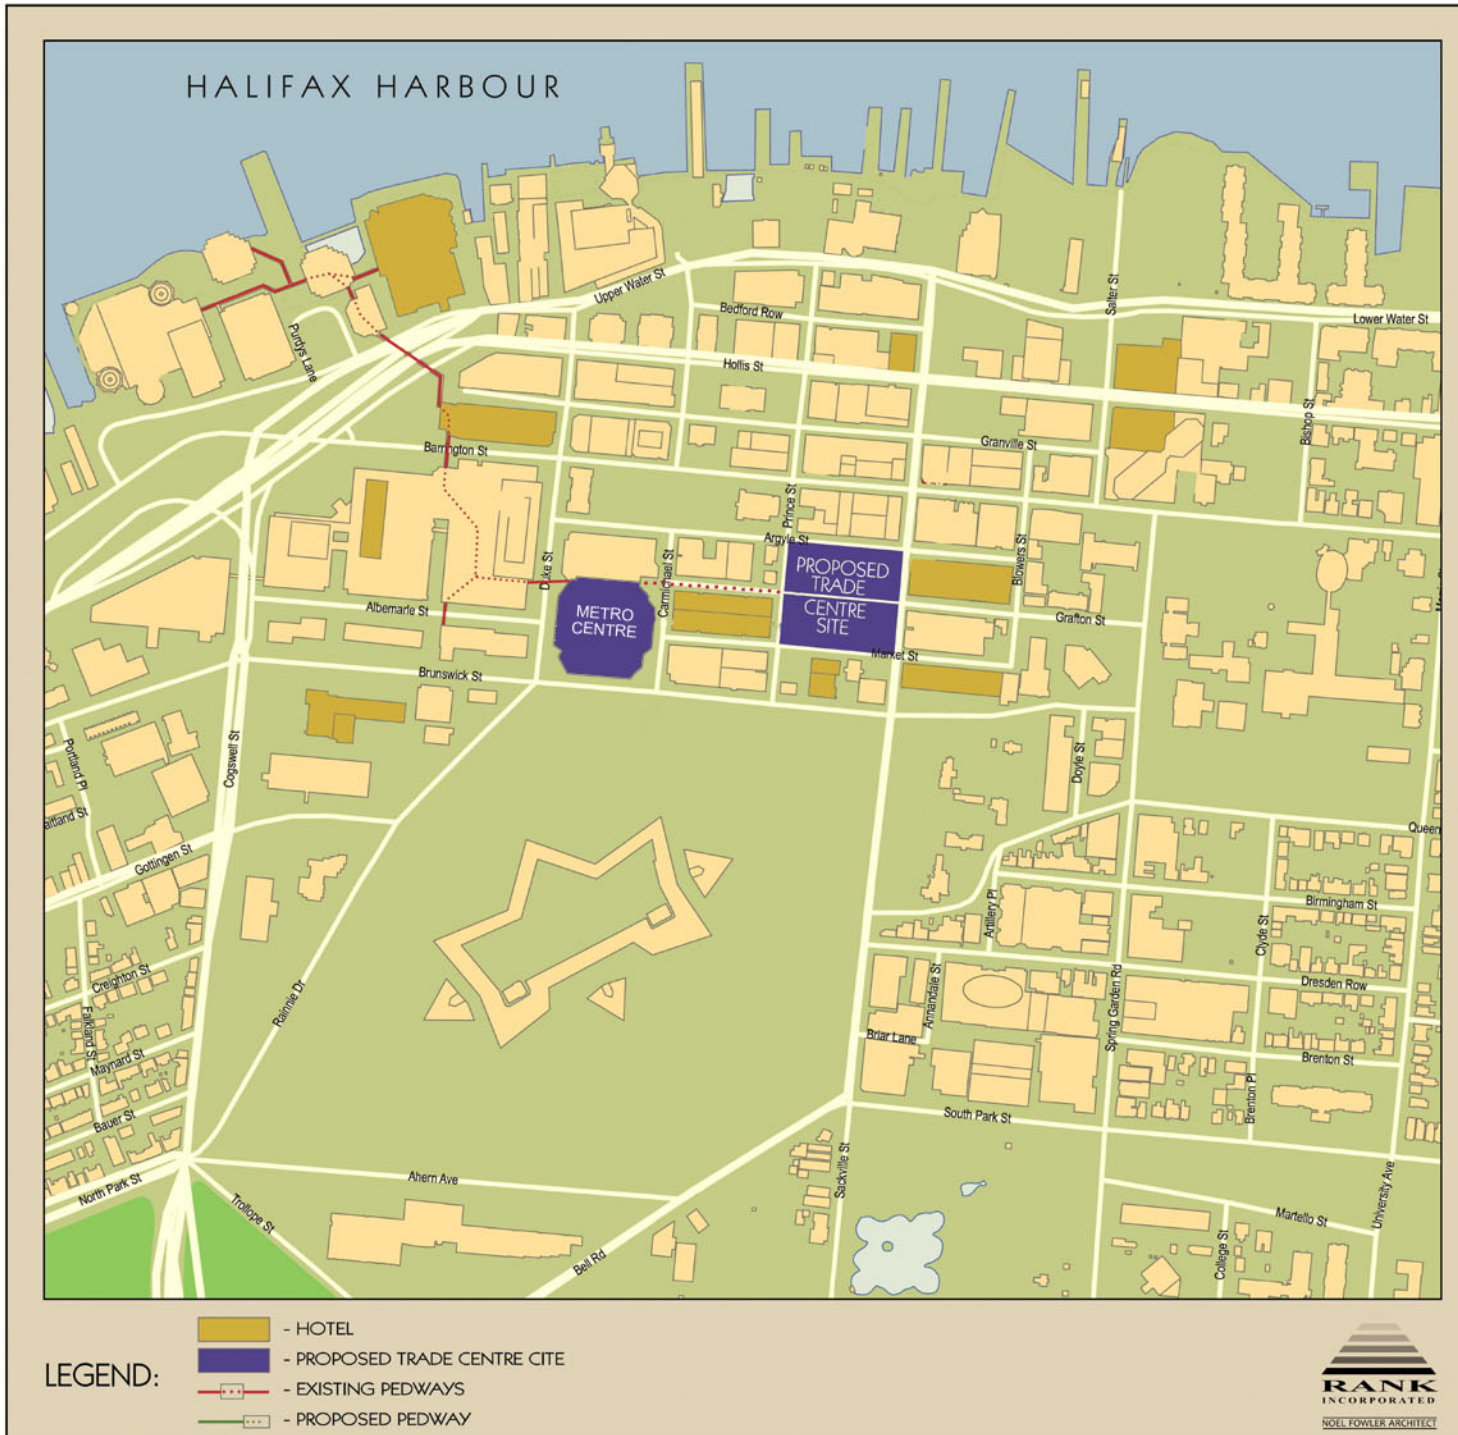 HALIFAX HARBOUR
Upper Water St
Bedford Row
Salter St
Lower Water St
Purdys Lane
Hollis St
Bishop St
Barrington St
Granville St
Prince St
Argyle St
Duke St
Carmichael St
Blowers St
PROPOSED
TRADE
CENTRE
SITE
METRO
CENTRE
Albemarle St
Grafton St
Market St
Brunswick St
Cogswell St
Portland Pl
aitland St
Doyle St
Queen
Gottingen St
Artillery Pl
Birmingham St
Clyde St
Creighton St
Falkland St
Rainnie Dr
Annandale St
Spring Garden Rd
Dresden Row
Briar Lane
Maynard St
Brenton St
Brenton Pl
Bauer St
South Park St
Sackville St
Ahern Ave
North Park St
Trollope St
University Ave
Martello St
College St
Bell Rd
LEGEND:
- HOTEL
- PROPOSED TRADE CENTRE CITE
- EXISTING PEDWAYS
- PROPOSED PEDWAY
RANK
INCORPORATED
NOEL FOWLER ARCHITECT